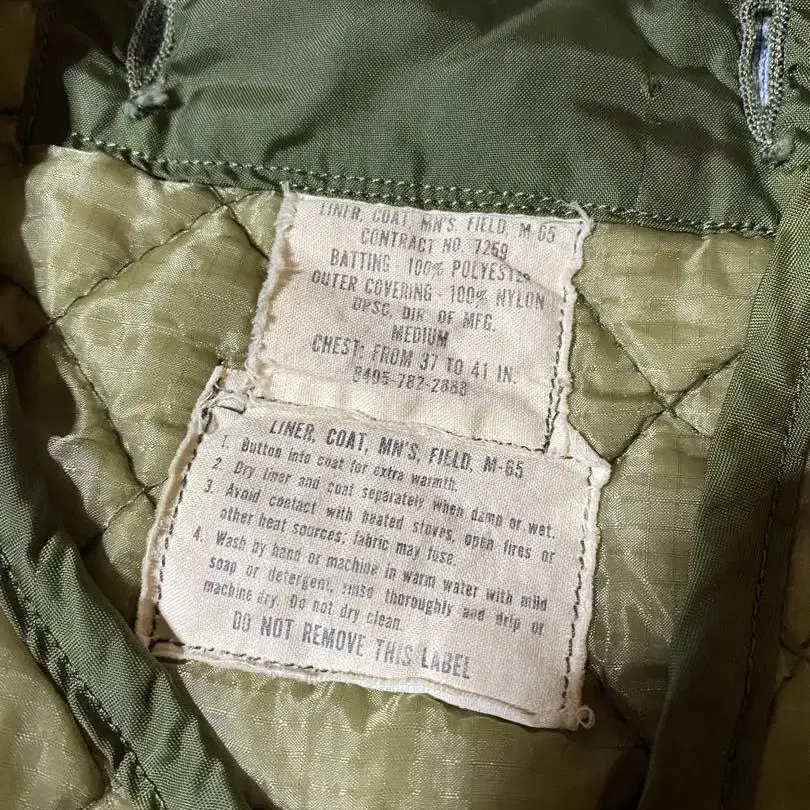 LINER, COAT, MN'S, FIELD, M-65
CONTRACT NO. 7259
BATTING - 100% POLYESTER
OUTER COVERING - 100% NYLON
DPSC, DIR. OF MFG.
MEDIUM
CHEST: FROM 37 TO 41 IN.
8405-782-2888
LINER, COAT, MN'S, FIELD, M-65
1. Button into coat for extra warmth.
2. Dry liner and coat separately when damp or wet.
3. Avoid contact with heated stoves, open fires or
other heat sources; fabric may fuse.
4. Wash by hand or machine in warm water with mild
soap or detergent, rinse thoroughly and drip or
machine dry. Do not dry clean.
DO NOT REMOVE THIS LABEL